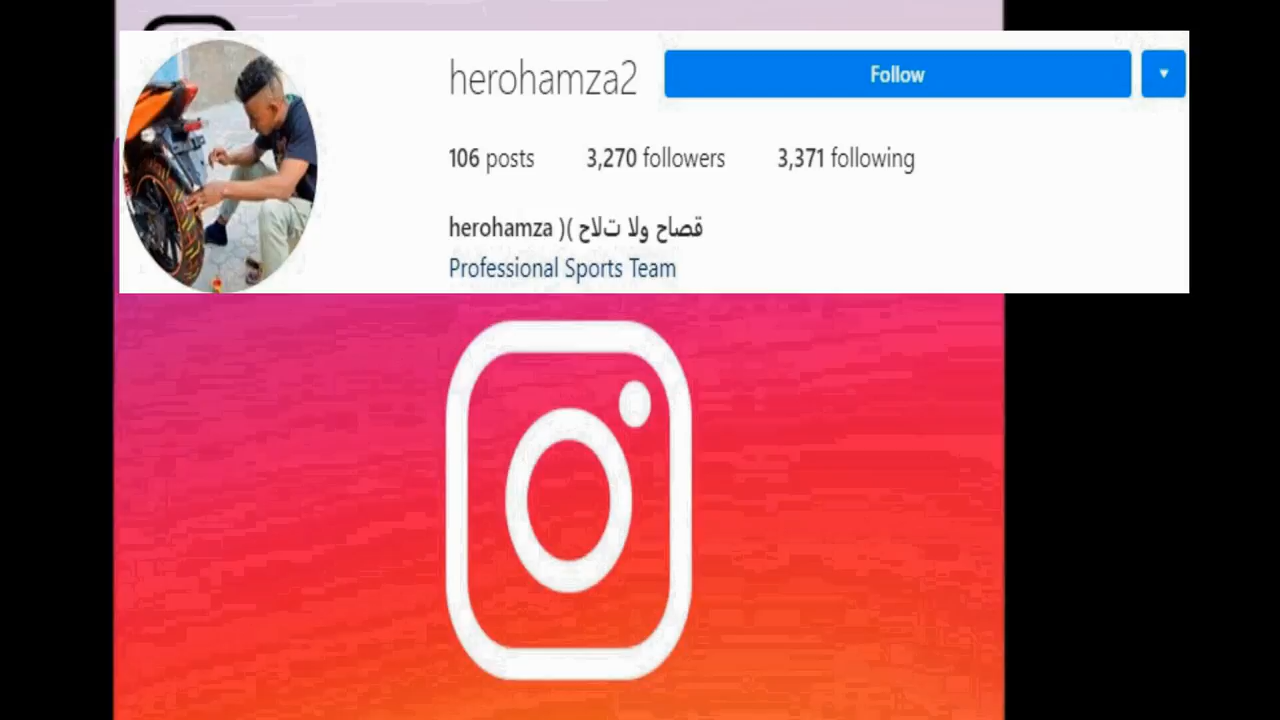 herohamza2 Follow
106 posts 3,270 followers 3,371 following
herohamza )( قصاح ولا تلاح
Professional Sports Team